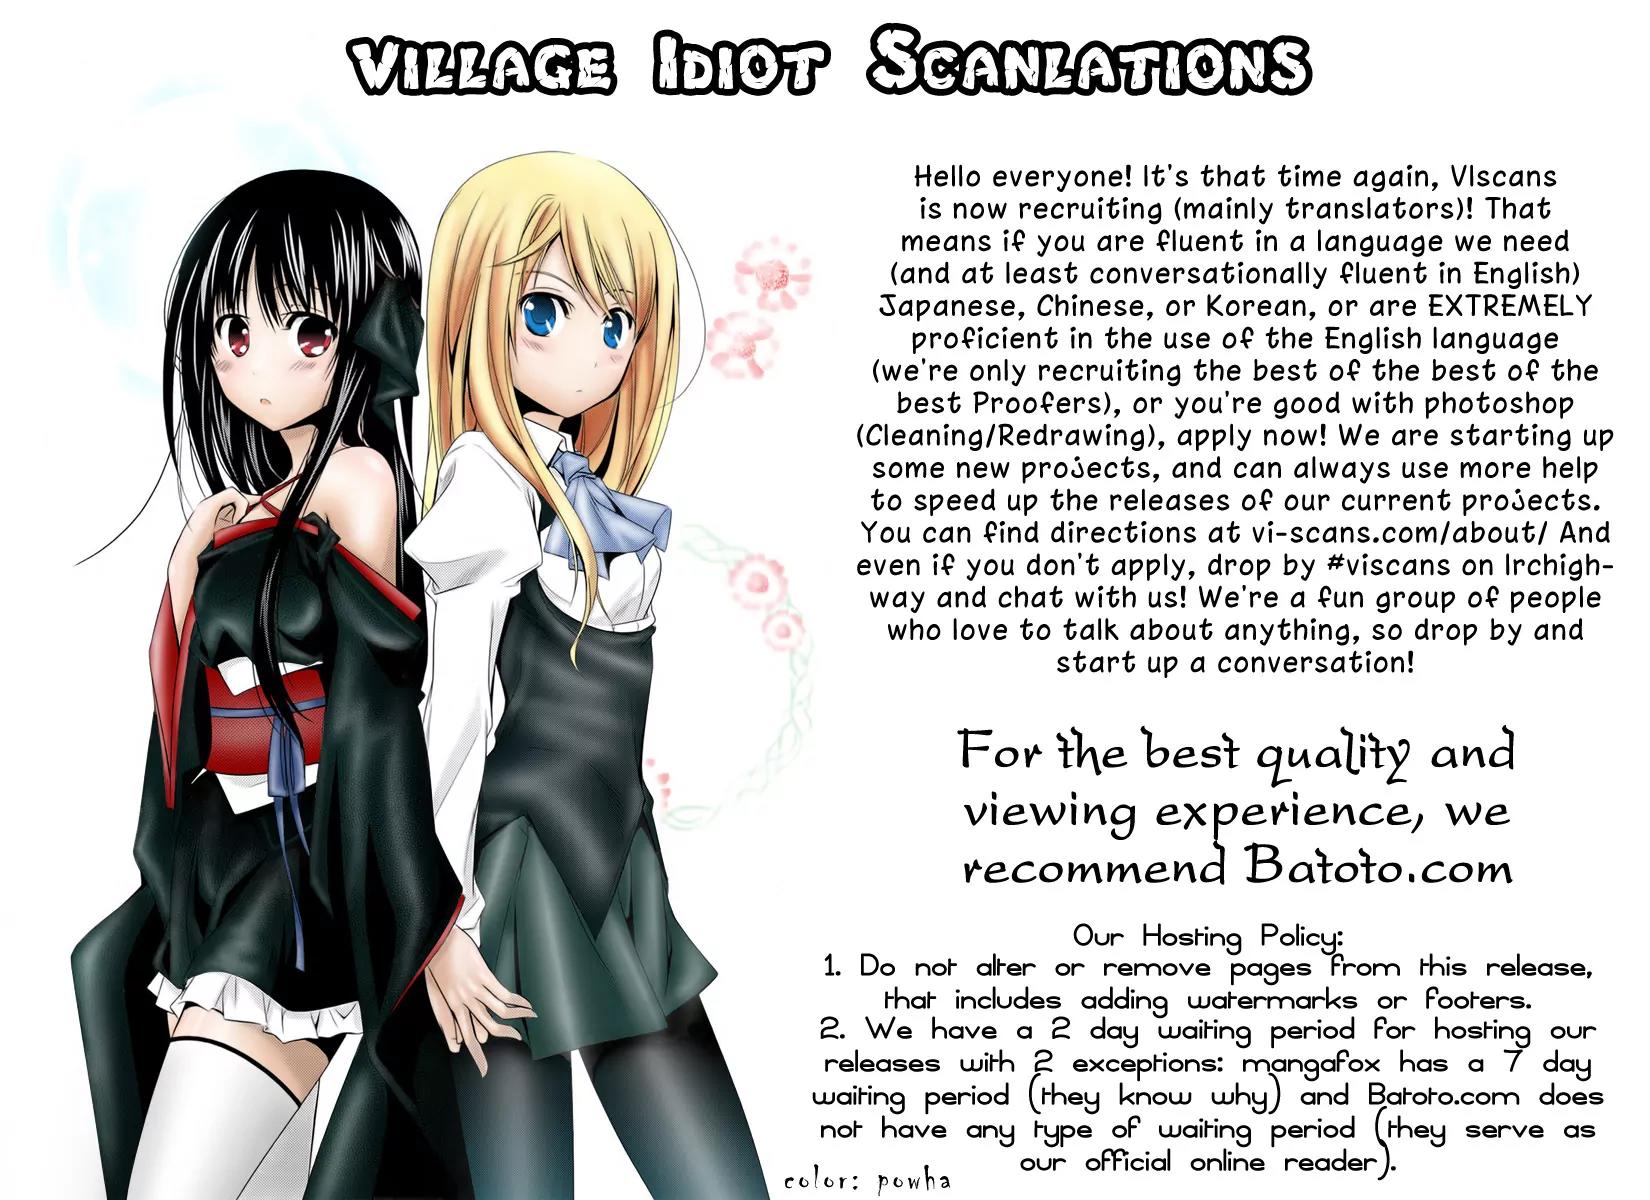 Village Idiot Scanlations
Hello everyone! It's that time again, VIscans
is now recruiting (mainly translators)! That
means if you are fluent in a language we need
(and at least conversationally fluent in English)
Japanese, Chinese, or Korean, or are EXTREMELY
proficient in the use of the English language
(we're only recruiting the best of the best of the
best Proofers), or you're good with photoshop
(Cleaning/Redrawing), apply now! We are starting up
some new projects, and can always use more help
to speed up the releases of our current projects.
You can find directions at vi-scans.com/about/ And
even if you don't apply, drop by #viscans on Irchigh-
way and chat with us! We're a fun group of people
who love to talk about anything, so drop by and
start up a conversation!
For the best quality and
viewing experience, we
recommend Batoto.com
Our Hosting Policy:
1. Do not alter or remove pages from this release,
that includes adding watermarks or footers.
2. We have a 2 day waiting period for hosting our
releases with 2 exceptions: mangafox has a 7 day
waiting period (they know why) and Batoto.com does
not have any type of waiting period (they serve as
our official online reader).
color: powha